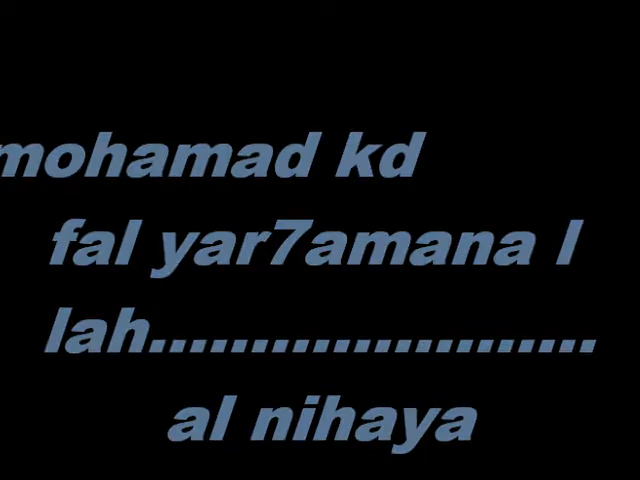 mohamad kd
fal yar7amana l
lah......................
al nihaya